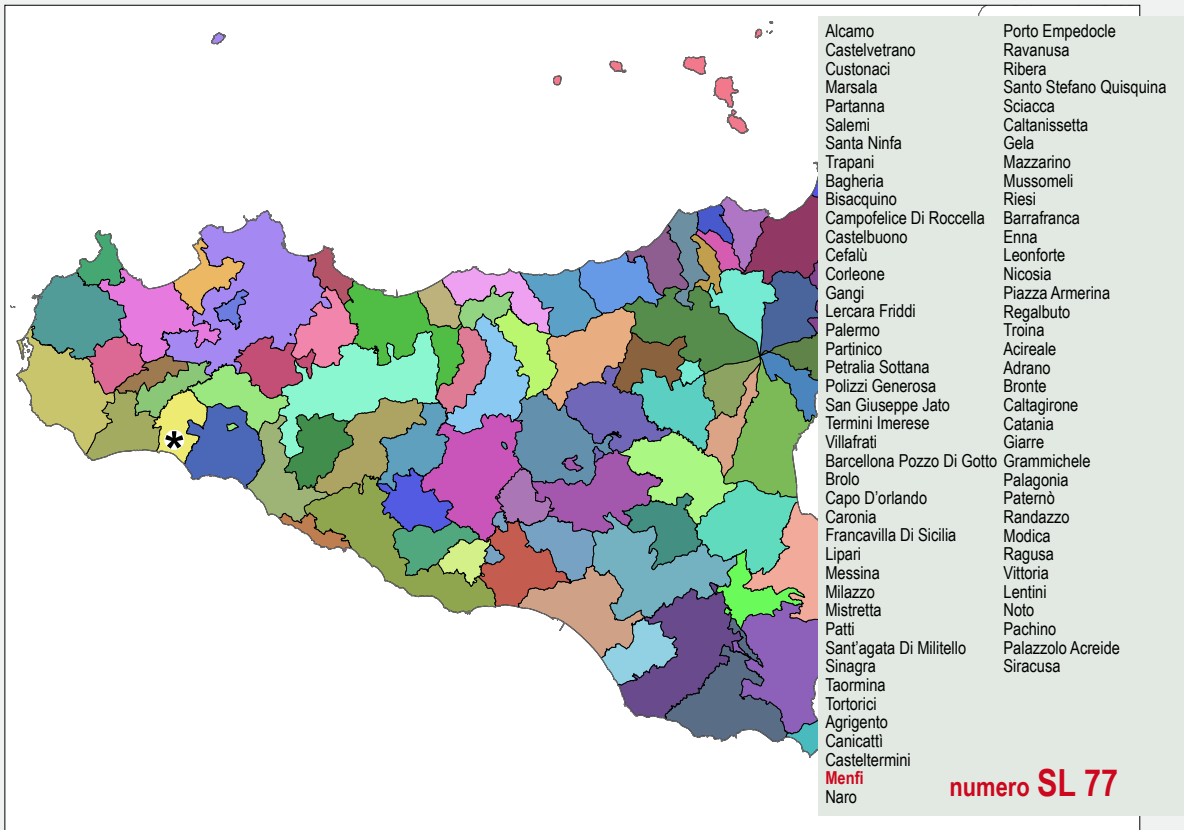 Alcamo
Castelvetrano
Custonaci
Marsala
Partanna
Salemi
Santa Ninfa
Trapani
Bagheria
Bisacquino
Campofelice Di Roccella
Castelbuono
Cefalù
Corleone
Gangi
Lercara Friddi
Palermo
Partinico
Petralia Sottana
Polizzi Generosa
San Giuseppe Jato
Termini Imerese
Villafrati
Barcellona Pozzo Di Gotto
Brolo
Capo D'orlando
Caronia
Francavilla Di Sicilia
Lipari
Messina
Milazzo
Mistretta
Patti
Sant'agata Di Militello
Sinagra
Taormina
Tortorici
Agrigento
Canicattì
Casteltermini
Menfi
Naro
Porto Empedocle
Ravanusa
Ribera
Santo Stefano Quisquina
Sciacca
Caltanissetta
Gela
Mazzarino
Mussomeli
Riesi
Barrafranca
Enna
Leonforte
Nicosia
Piazza Armerina
Regalbuto
Troina
Acireale
Adrano
Bronte
Caltagirone
Catania
Giarre
Grammichele
Palagonia
Paternò
Randazzo
Modica
Ragusa
Vittoria
Lentini
Noto
Pachino
Palazzolo Acreide
Siracusa
numero SL 77
*